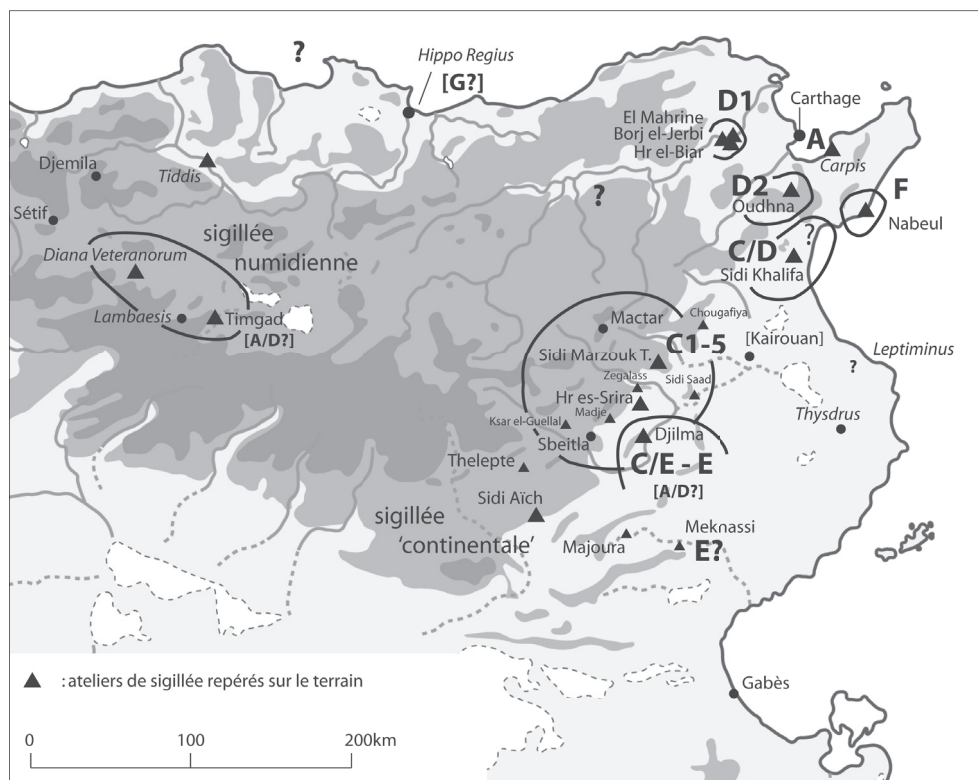 ?
Hippo Regius
[G?]
D1
El Mahrine
Borj el-Jerbi
Hr el-Biar
Carthage
A
Carpis
Djemila
Tiddis
Sétif
?
D2
Oudhna
F
Nabeul
sigillée
numidienne
Diana Veteranorum
C/D
?
Sidi Khalifa
Lambaesis
Timgad
[A/D?]
Mactar
Chougafiya
C1-5
[Kairouan]
Leptiminus
?
Sidi Marzouk T.
Zegalass
Sidi Saad
Hr es-Srira
Madje
Ksar el-Guellal
Sbeitla
Djilma
Thysdrus
Thelepte
C/E - E
[A/D?]
Sidi Aïch
sigillée
'continentale'
Majoura
Meknassi
E?
Gabès
: ateliers de sigillée repérés sur le terrain
0 100 200km